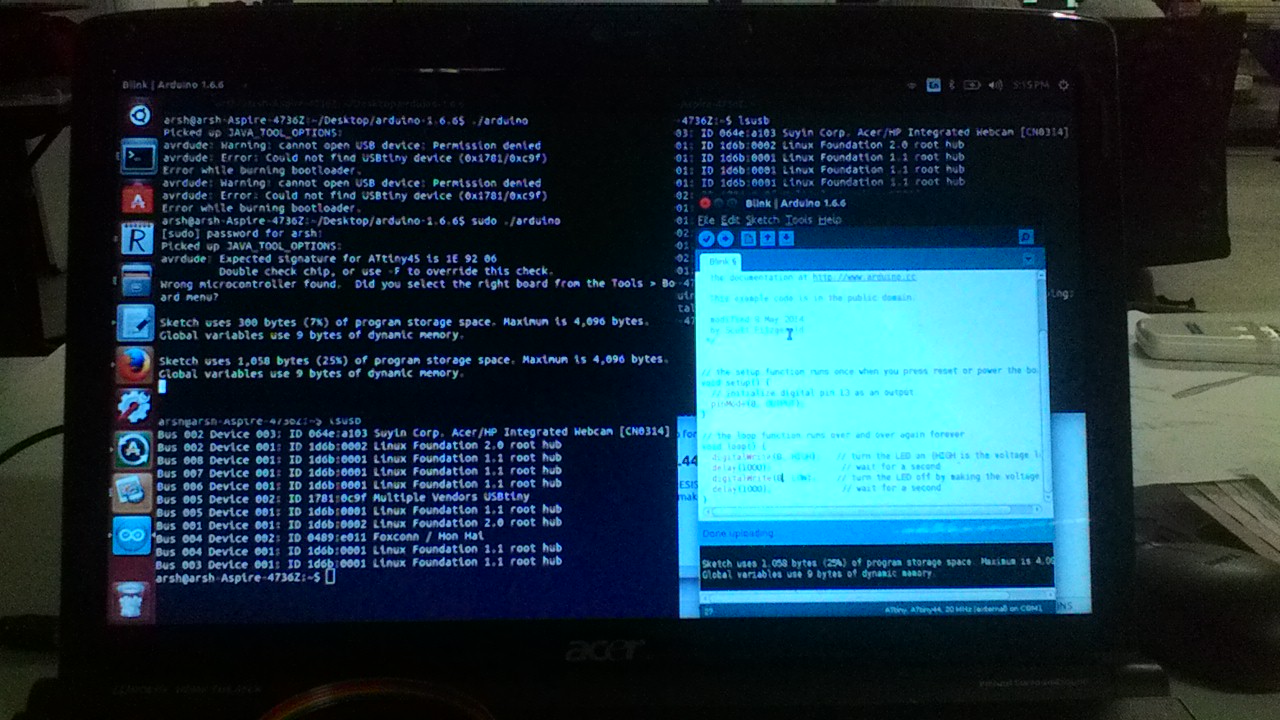 Blink | Arduino 1.6.6
5:15 PM
arsh@arsh-Aspire-4736Z:~/Desktop/arduino-1.6.6$ ./arduino
Picked up JAVA_TOOL_OPTIONS:
avrdude: Warning: cannot open USB device: Permission denied
avrdude: Error: Could not find USBtiny device (0x1781/0xc9f)
Error while burning bootloader.
avrdude: Warning: cannot open USB device: Permission denied
avrdude: Error: Could not find USBtiny device (0x1781/0xc9f)
Error while burning bootloader.
arsh@arsh-Aspire-4736Z:~/Desktop/arduino-1.6.6$ sudo ./arduino
[sudo] password for arsh:
Picked up JAVA_TOOL_OPTIONS:
avrdude: Expected signature for ATtiny45 is 1E 92 06
Double check chip, or use -F to override this check.
Wrong microcontroller found. Did you select the right board from the Tools > Bo
ard menu?
Sketch uses 300 bytes (7%) of program storage space. Maximum is 4,096 bytes.
Global variables use 9 bytes of dynamic memory.
Sketch uses 1,058 bytes (25%) of program storage space. Maximum is 4,096 bytes.
Global variables use 9 bytes of dynamic memory.
arsh@arsh-Aspire-4736Z:~$ lsusb
Bus 002 Device 003: ID 064e:a103 Suyin Corp. Acer/HP Integrated Webcam [CN0314]
Bus 002 Device 001: ID 1d6b:0002 Linux Foundation 2.0 root hub
Bus 008 Device 001: ID 1d6b:0001 Linux Foundation 1.1 root hub
Bus 007 Device 001: ID 1d6b:0001 Linux Foundation 1.1 root hub
Bus 006 Device 001: ID 1d6b:0001 Linux Foundation 1.1 root hub
Bus 005 Device 002: ID 1781:0c9f Multiple Vendors USBtiny
Bus 005 Device 001: ID 1d6b:0001 Linux Foundation 1.1 root hub
Bus 001 Device 001: ID 1d6b:0002 Linux Foundation 2.0 root hub
Bus 004 Device 002: ID 0489:e011 Foxconn / Hon Hai
Bus 004 Device 001: ID 1d6b:0001 Linux Foundation 1.1 root hub
Bus 003 Device 001: ID 1d6b:0001 Linux Foundation 1.1 root hub
arsh@arsh-Aspire-4736Z:~$
-4736Z:~$ lsusb
03: ID 064e:a103 Suyin Corp. Acer/HP Integrated Webcam [CN0314]
01: ID 1d6b:0002 Linux Foundation 2.0 root hub
01: ID 1d6b:0001 Linux Foundation 1.1 root hub
01: ID 1d6b:0001 Linux Foundation 1.1 root hub
01: ID 1d6b:0001 Linux Foundation 1.1 root hub
Blink | Arduino 1.6.6
File Edit Sketch Tools Help
Blink §
the documentation at http://www.arduino.cc
This example code is in the public domain.
modified 8 May 2014
by Scott Fitzgerald
// the setup function runs once when you press reset or power the bo
void setup() {
// initialize digital pin 13 as an output
pinMode(0, OUTPUT);
}
// the loop function runs over and over again forever
void loop() {
digitalWrite(0, HIGH); // turn the LED on (HIGH is the voltage l
delay(1000); // wait for a second
digitalWrite(0, LOW); // turn the LED off by making the voltage
delay(1000); // wait for a second
}
Done uploading.
Sketch uses 1,058 bytes (25%) of program storage space. Maximum is 4,09
Global variables use 9 bytes of dynamic memory.
ATtiny, ATtiny44, 20 MHz (external) on COM1
acer